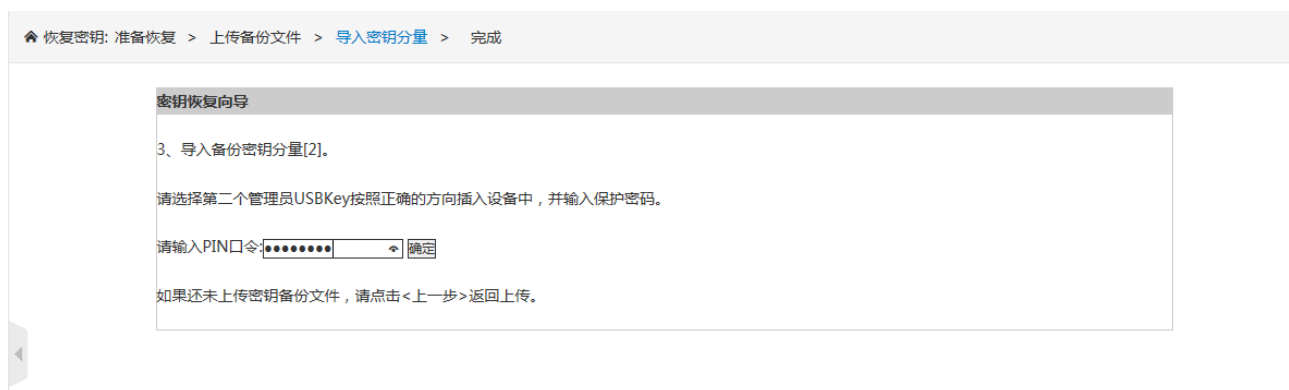 恢复密钥: 准备恢复 > 上传备份文件 > 导入密钥分量 > 完成
密钥恢复向导
3、导入备份密钥分量[2]。
请选择第二个管理员USBKey按照正确的方向插入设备中，并输入保护密码。
请输入PIN口令:●●●●●●●● 确定
如果还未上传密钥备份文件，请点击<上一步>返回上传。